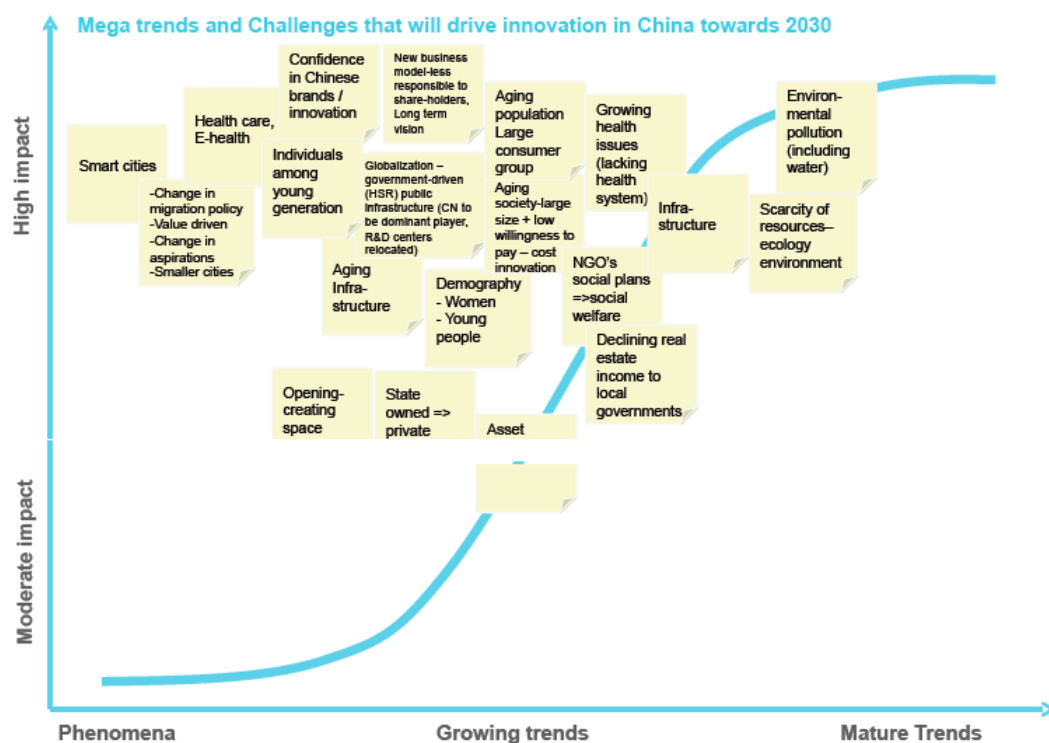 Mega trends and Challenges that will drive innovation in China towards 2030
High impact
Moderate impact
Smart cities
Health care,
E-health
Confidence
in Chinese
brands /
innovation
New business
model-less
responsible to
share-holders,
Long term
vision
Aging
population
Large
consumer
group
Growing
health
issues
(lacking
health
system)
Environ-
mental
pollution
(including
water)
-Change in
migration policy
-Value driven
-Change in
aspirations
-Smaller cities
Individuals
among
young
generation
Globalization –
government-driven
(HSR) public
infrastructure (CN to
be dominant player,
R&D centers
relocated)
Aging
society-large
size + low
willingness to
pay – cost
innovation
Infra-
structure
Scarcity of
resources–
ecology
environment
Aging
Infra-
structure
Demography
- Women
- Young
people
NGO's
social plans
=>social
welfare
Declining real
estate
income to
local
governments
Opening-
creating
space
State
owned =>
private
Asset
Phenomena
Growing trends
Mature Trends